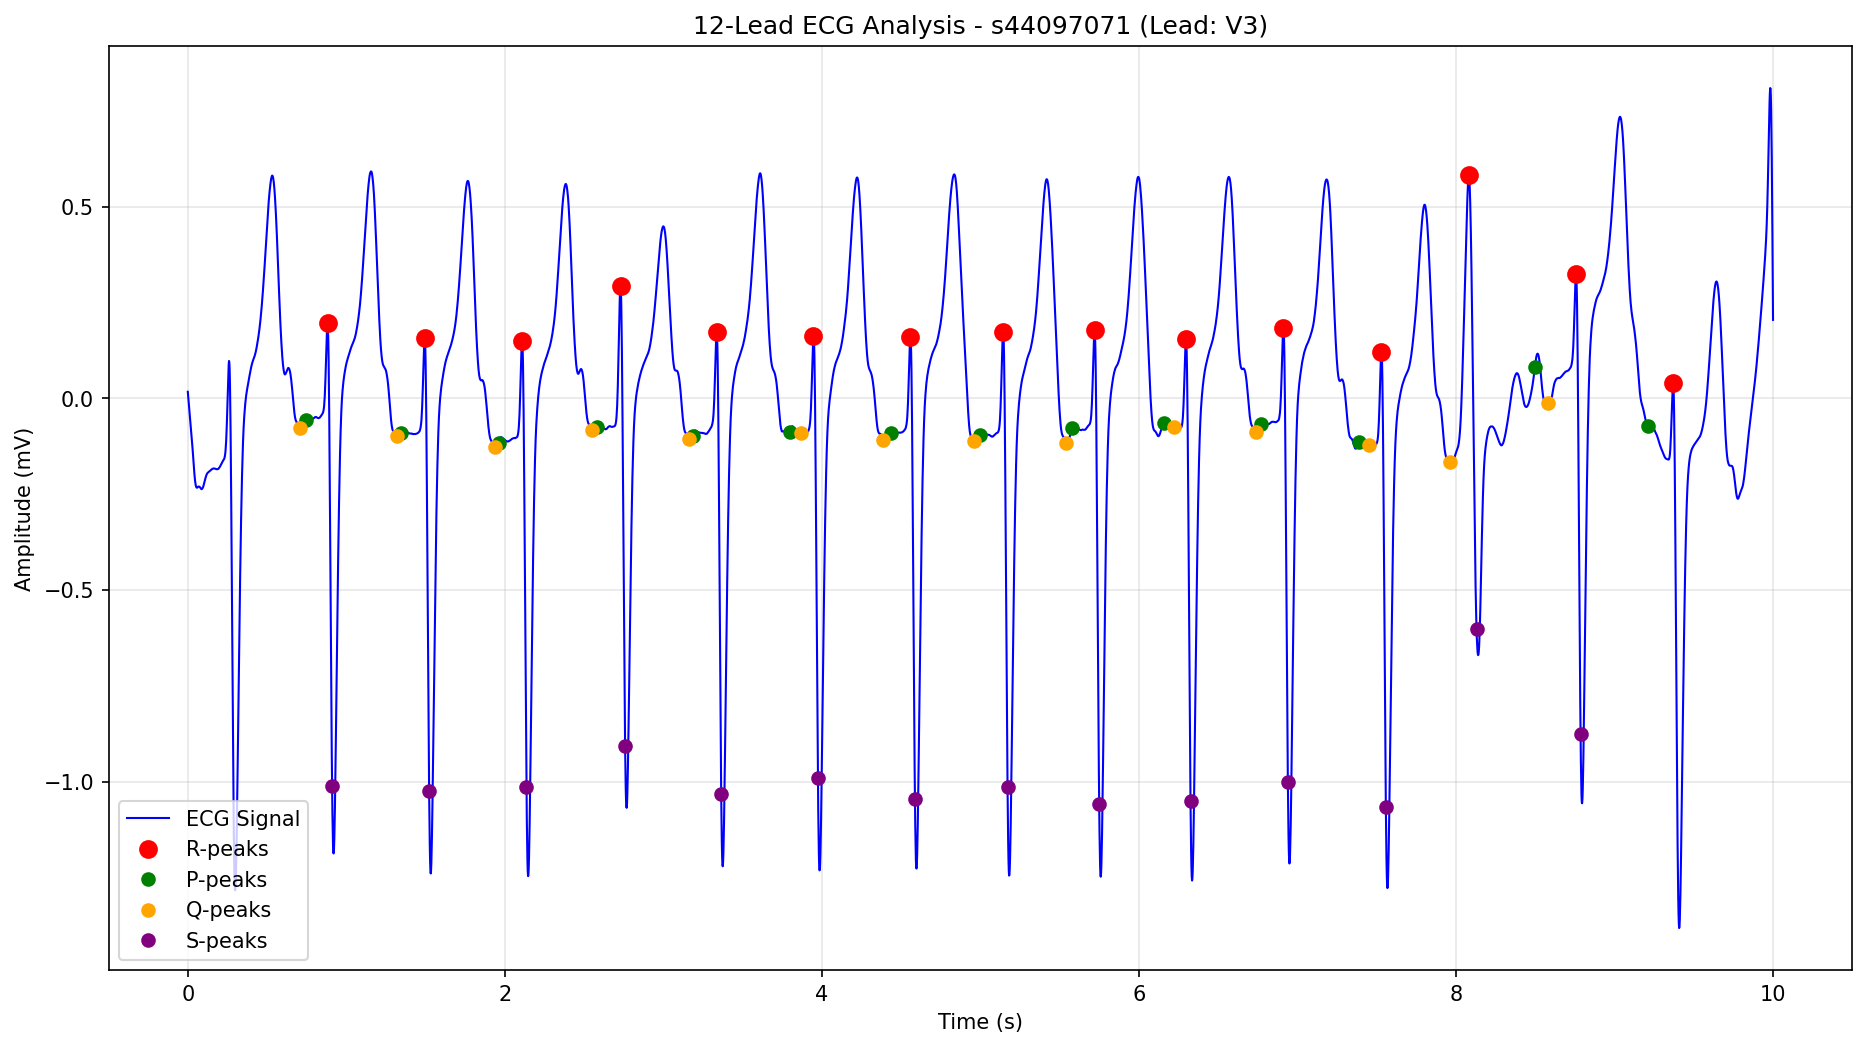 12-Lead ECG Analysis - s44097071 (Lead: V3)
Amplitude (mV)
0.5
0.0
−0.5
−1.0
ECG Signal
R-peaks
P-peaks
Q-peaks
S-peaks
0 2 4 6 8 10
Time (s)